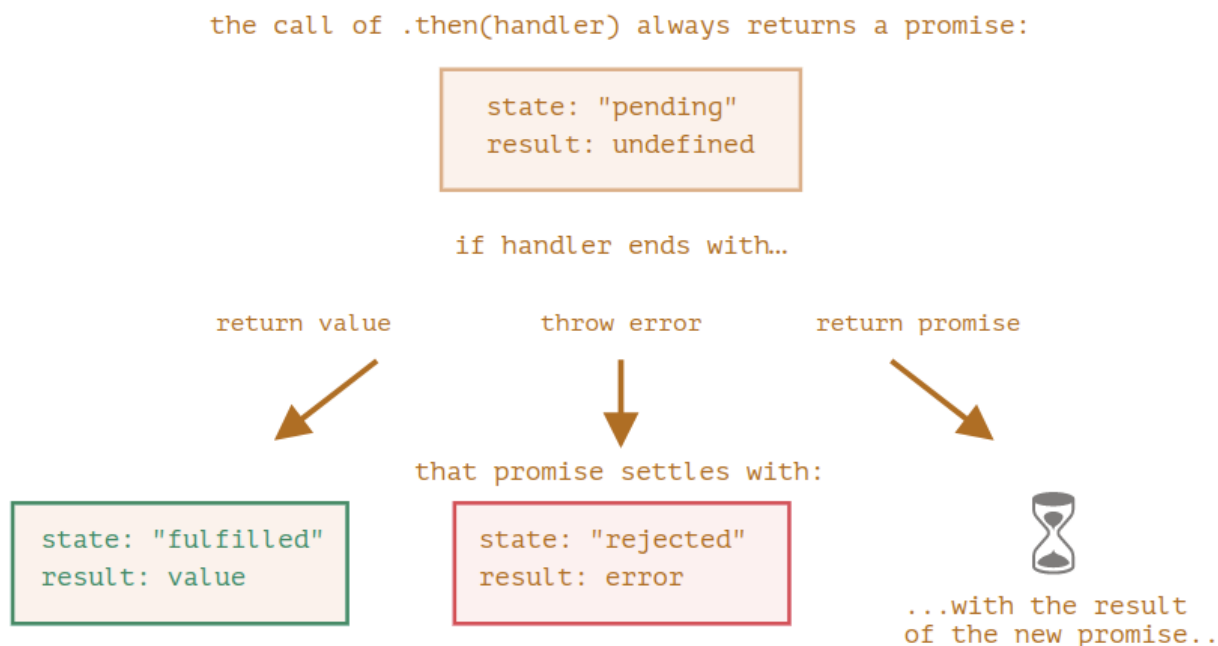 the call of .then(handler) always returns a promise:
state: "pending"
result: undefined
if handler ends with…
return value
throw error
return promise
that promise settles with:
state: "fulfilled"
result: value
state: "rejected"
result: error
...with the result
of the new promise..